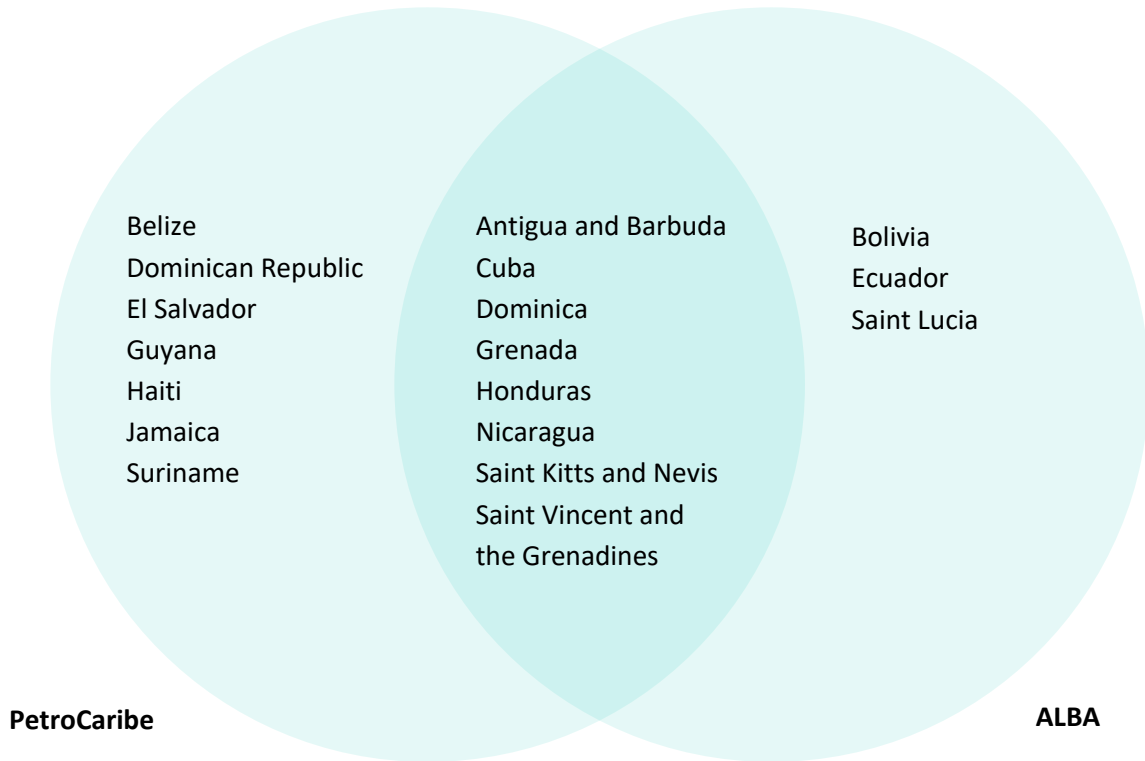 Belize
Dominican Republic
El Salvador
Guyana
Haiti
Jamaica
Suriname
Antigua and Barbuda
Cuba
Dominica
Grenada
Honduras
Nicaragua
Saint Kitts and Nevis
Saint Vincent and
the Grenadines
Bolivia
Ecuador
Saint Lucia
PetroCaribe
ALBA